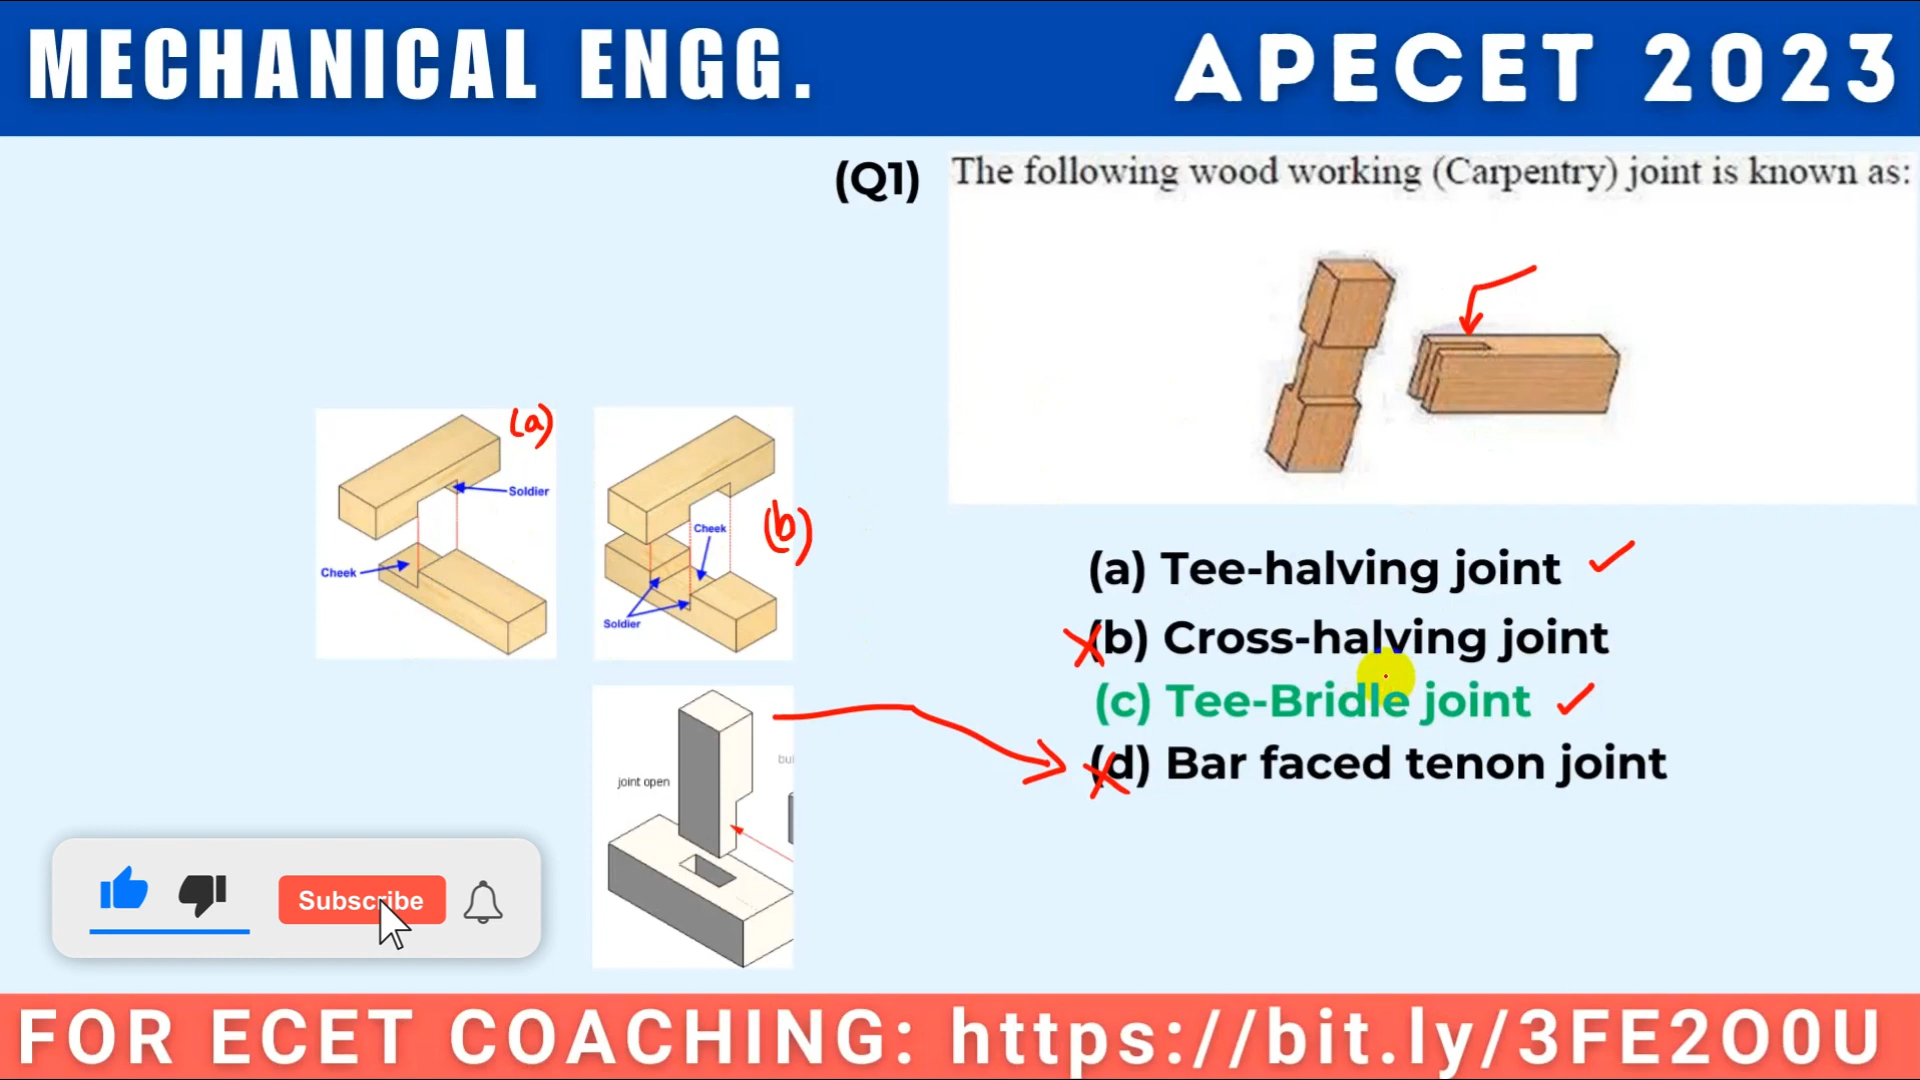 MECHANICAL ENGG.
APECET 2023
(Q1)
The following wood working (Carpentry) joint is known as:
(a)
Soldier
Cheek
(b)
Cheek
Soldier
(a) Tee-halving joint
(b) Cross-halving joint
(c) Tee-Bridle joint
(d) Bar faced tenon joint
joint open
bui
Subscribe
FOR ECET COACHING: https://bit.ly/3FE2O0U